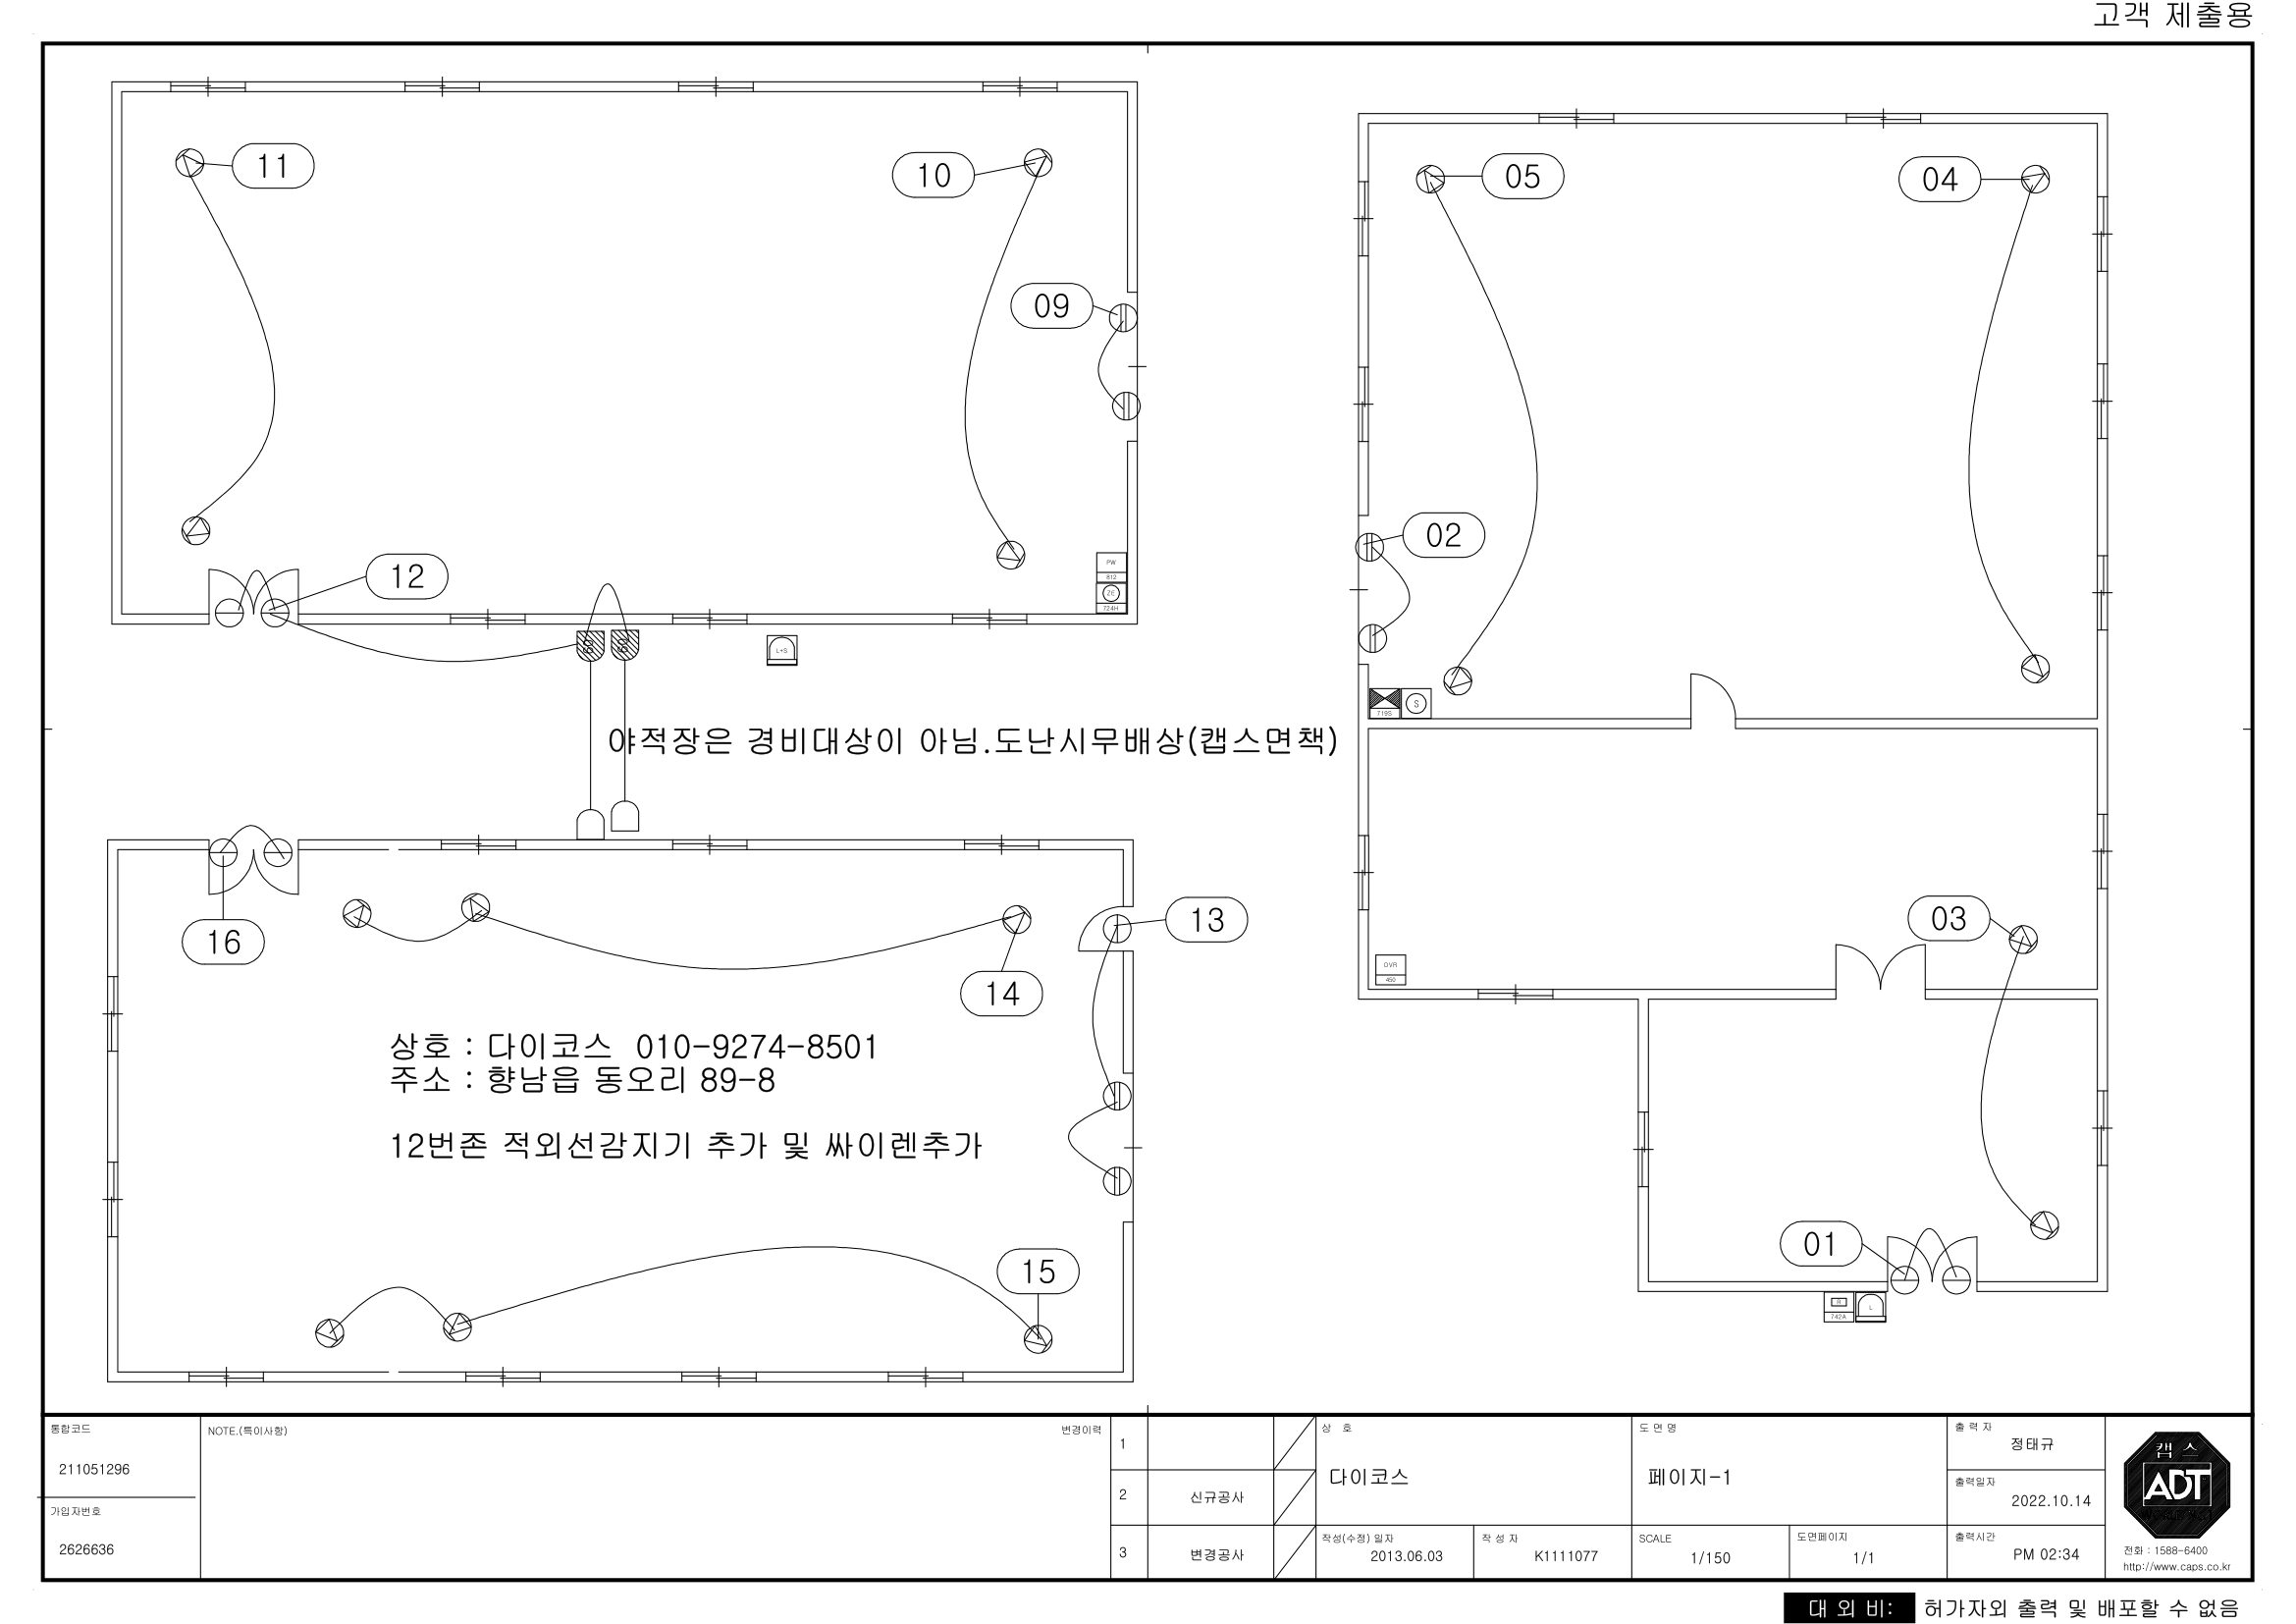 고객 제출용
11
10
05
04
09
02
12
PW
812
ZE
724H
L+S
719S
S
야적장은 경비대상이 아님.도난시무배상(캡스면책)
16
13
14
03
DVR
450
상호 : 다이코스 010-9274-8501
주소 : 향남읍 동오리 89-8
12번존 적외선감지기 추가 및 싸이렌추가
15
01
R
742A
L
통합코드
211051296
가입자번호
2626636
NOTE.(특이사항)
변경이력
1
2 신규공사
3 변경공사
상 호
다이코스
도 면 명
페이지-1
작성(수정) 일자
2013.06.03
작 성 자
K1111077
SCALE
1/150
도면페이지
1/1
출 력 자
정태규
출력일자
2022.10.14
출력시간
PM 02:34
캡 스
ADT
전화 : 1588-6400
http://www.caps.co.kr
대 외 비: 허가자외 출력 및 배포할 수 없음